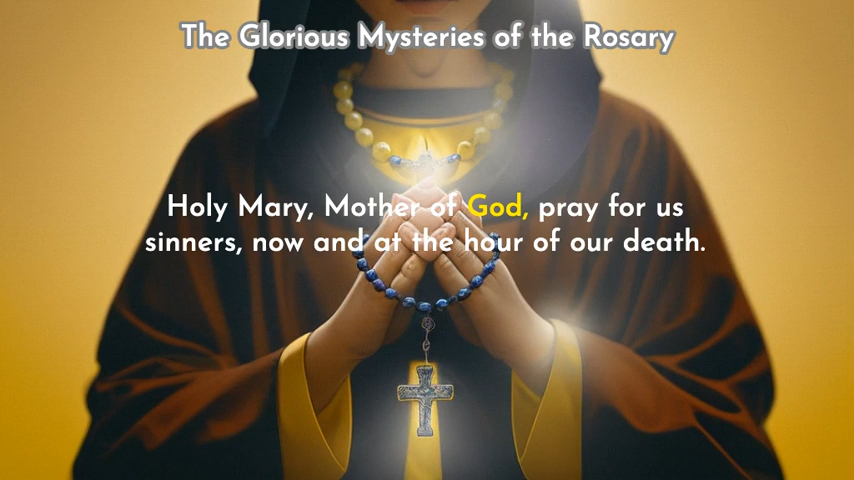 The Glorious Mysteries of the Rosary
Holy Mary, Mother of God, pray for us
sinners, now and at the hour of our death.